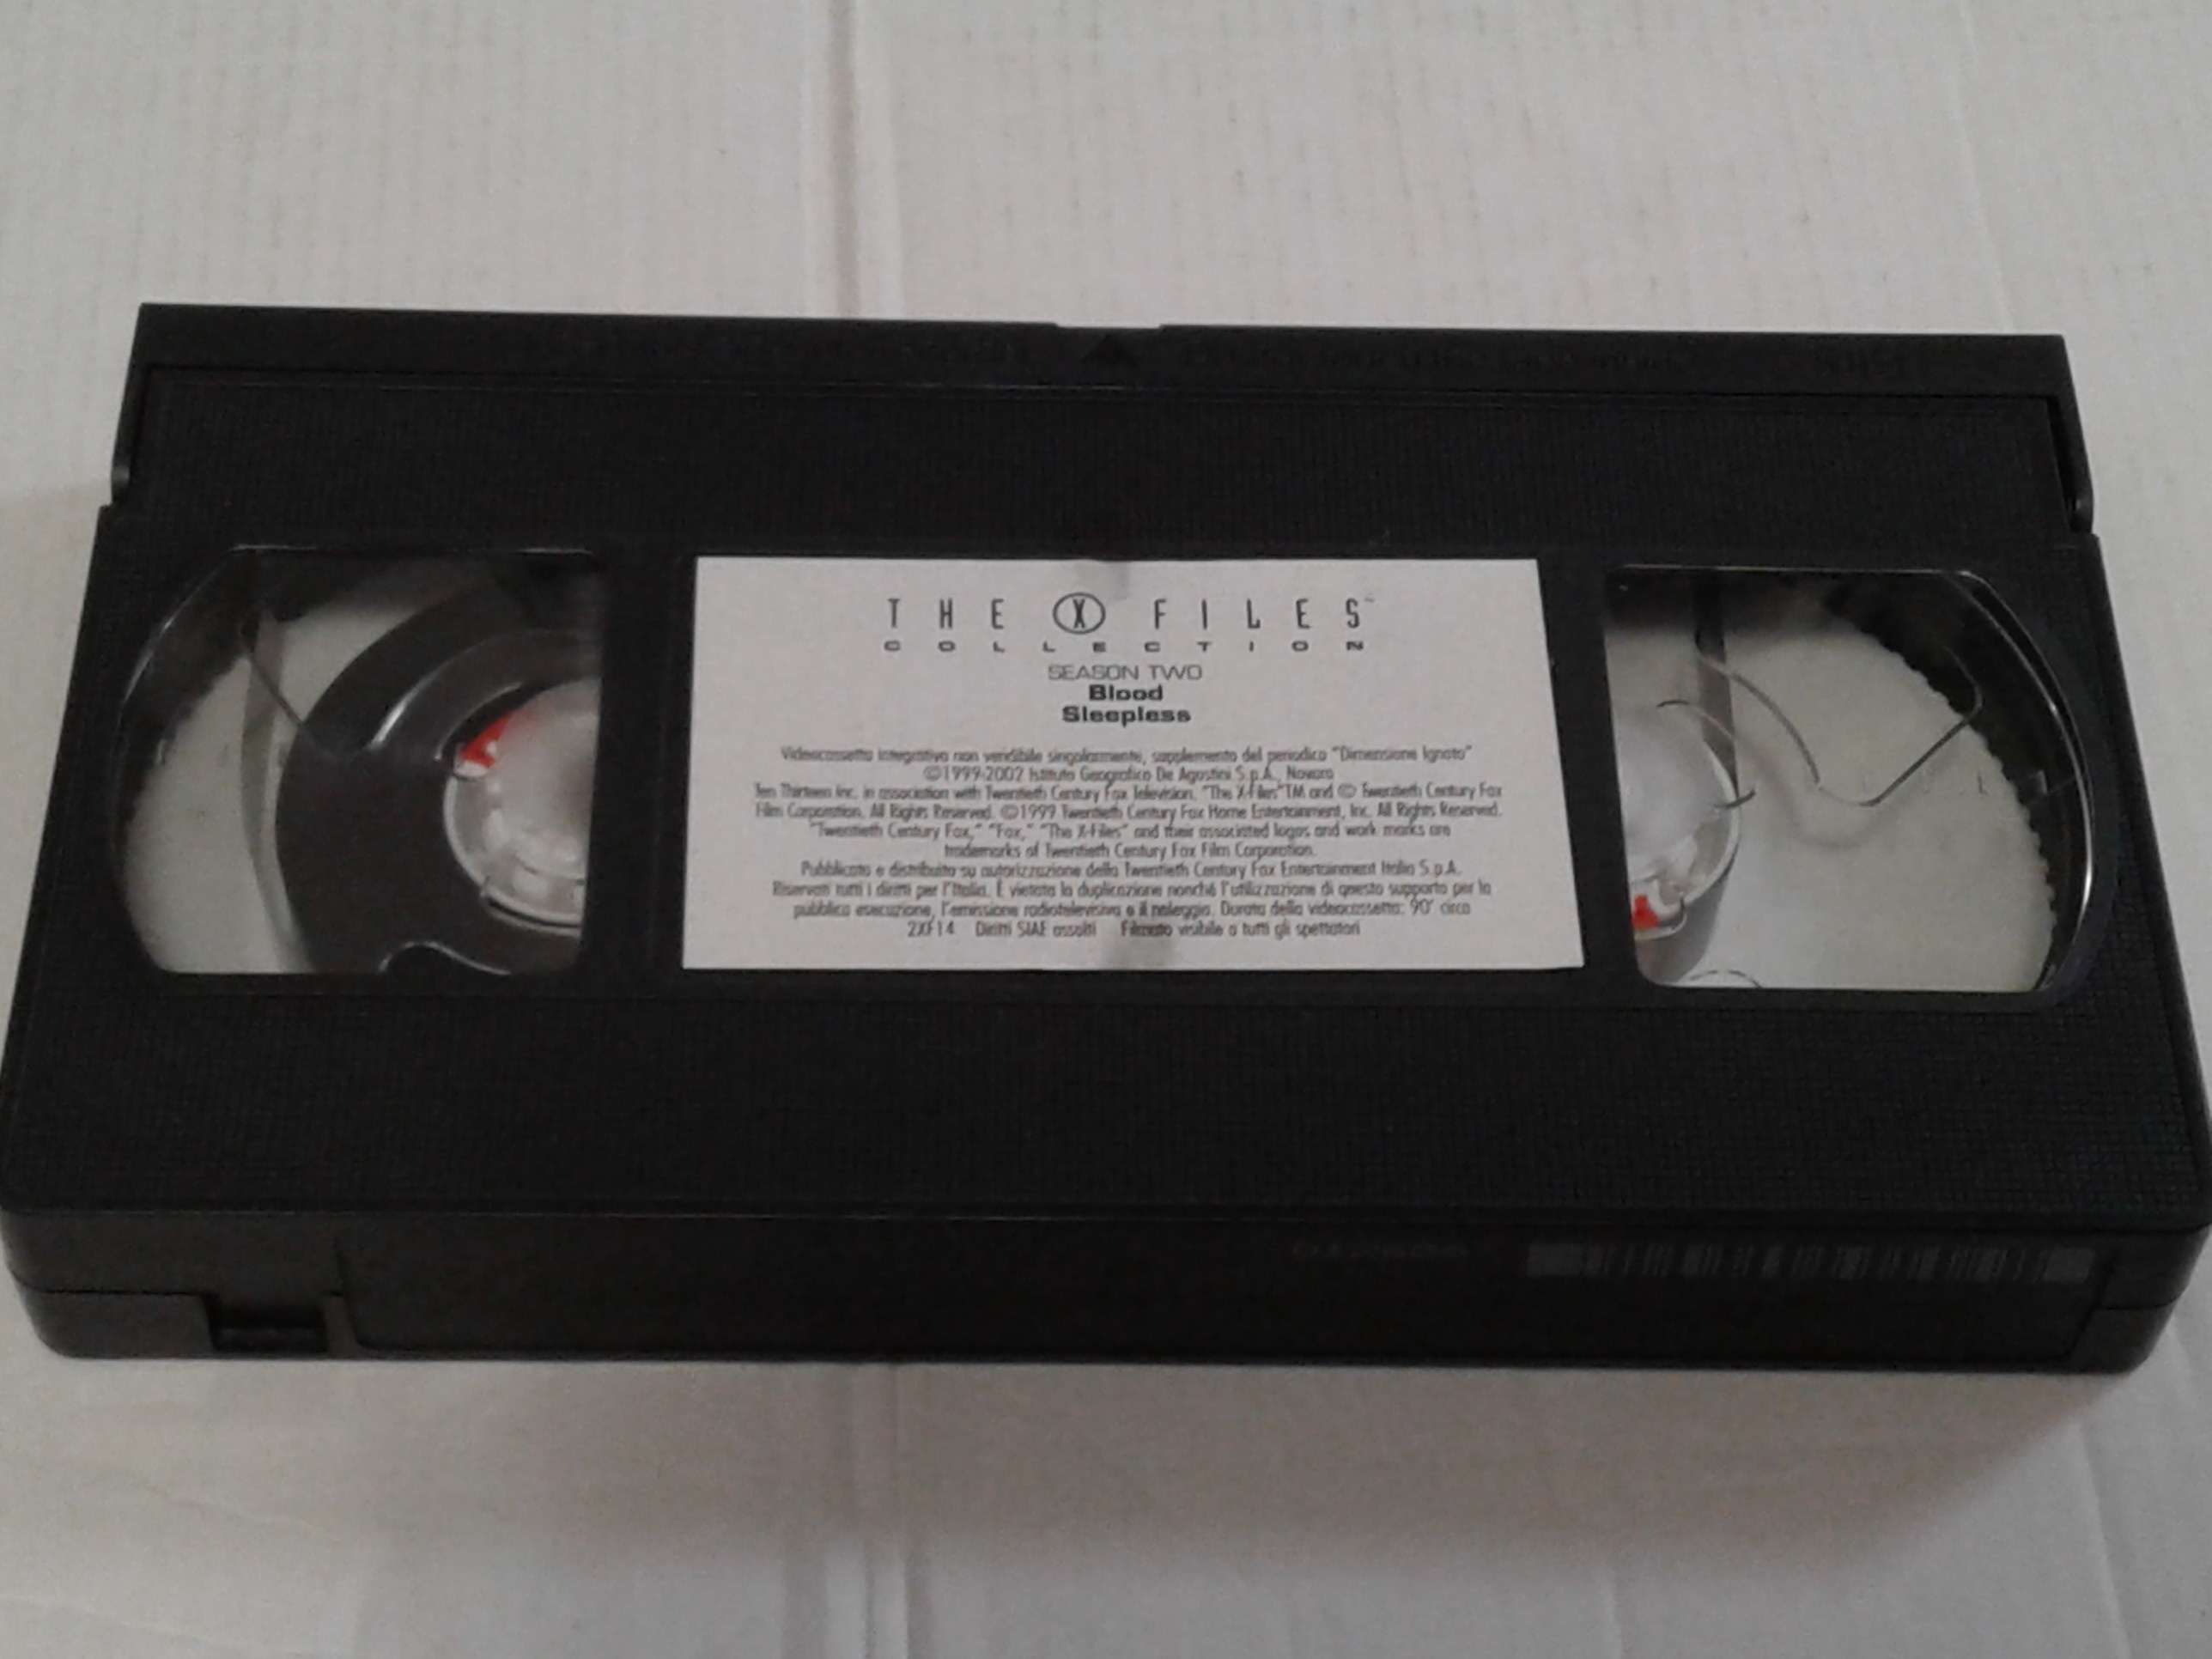 THE X FILES™
COLLECTION
SEASON TWO
Blood
Sleepless
Videocassetta integrativa non vendibile singolarmente, supplemento del periodico "Dimensione Ignoto"
©1999-2002 Istituto Geografico De Agostini S.p.A., Novara
Ten Thirteen Inc. in association with Twentieth Century Fox Television. "The X-Files"TM and © Twentieth Century Fox
Film Corporation. All Rights Reserved. ©1999 Twentieth Century Fox Home Entertainment, Inc. All Rights Reserved.
"Twentieth Century Fox," "Fox," "The X-Files" and their associated logos and work marks are
trademarks of Twentieth Century Fox Film Corporation.
Pubblicato e distribuito su autorizzazione della Twentieth Century Fox Entertainment Italia S.p.A.
Riservati tutti i diritti per l'Italia. È vietata la duplicazione nonché l'utilizzazione di questo supporto per la
pubblica esecuzione, l'emissione radiotelevisiva e il noleggio. Durata della videocassetta: 90' circa
2XF14 Diritti SIAE assolti Filmato visibile a tutti gli spettatori